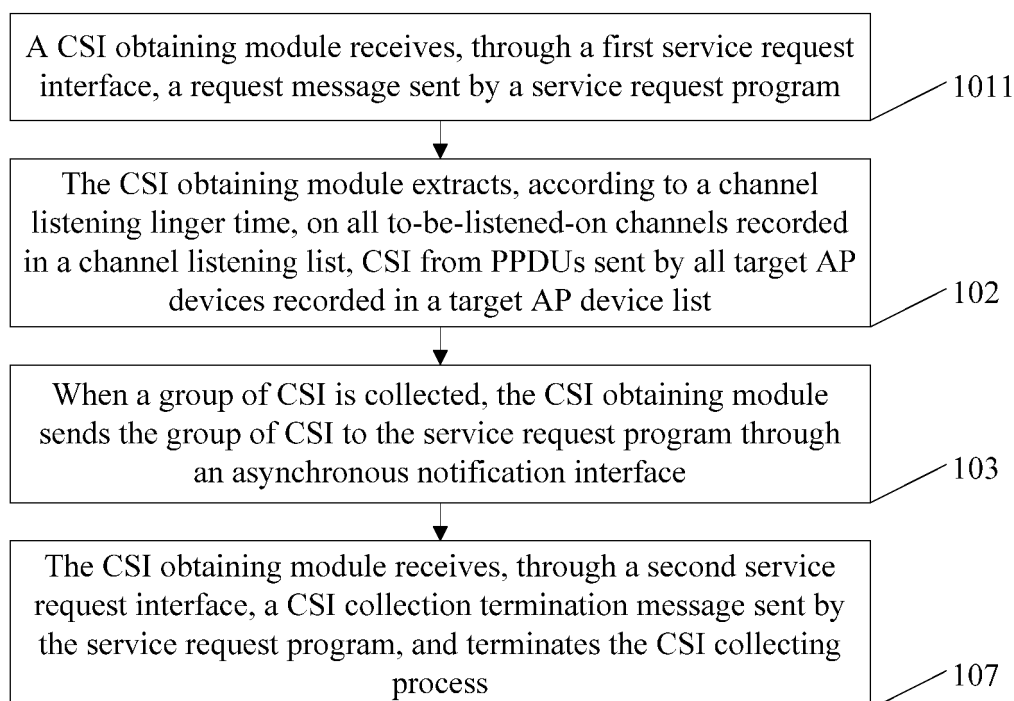 A CSI obtaining module receives, through a first service request
interface, a request message sent by a service request program
1011
The CSI obtaining module extracts, according to a channel
listening linger time, on all to-be-listened-on channels recorded
in a channel listening list, CSI from PPDUs sent by all target AP
devices recorded in a target AP device list
102
When a group of CSI is collected, the CSI obtaining module
sends the group of CSI to the service request program through
an asynchronous notification interface
103
The CSI obtaining module receives, through a second service
request interface, a CSI collection termination message sent by
the service request program, and terminates the CSI collecting
process
107